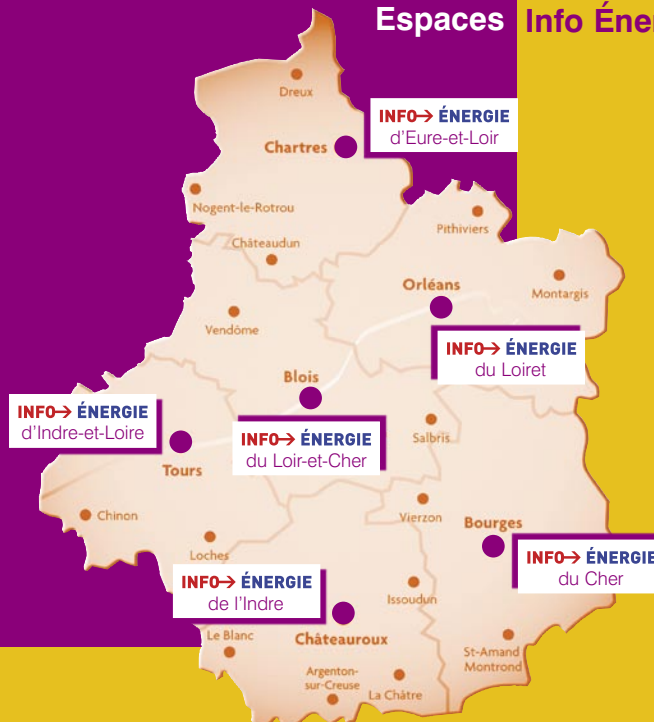 Espaces Info Éner
Dreux
INFO→ ÉNERGIE
d'Eure-et-Loir
Chartres
Nogent-le-Rotrou
Pithiviers
Châteaudun
Orléans
Montargis
Vendôme
INFO→ ÉNERGIE
du Loiret
Blois
INFO→ ÉNERGIE
d'Indre-et-Loire
INFO→ ÉNERGIE
du Loir-et-Cher
Salbris
Tours
Chinon
Vierzon
Bourges
Loches
INFO→ ÉNERGIE
du Cher
INFO→ ÉNERGIE
de l'Indre
Issoudun
Le Blanc
Châteauroux
St-Amand
Montrond
Argenton-
sur-Creuse
La Châtre